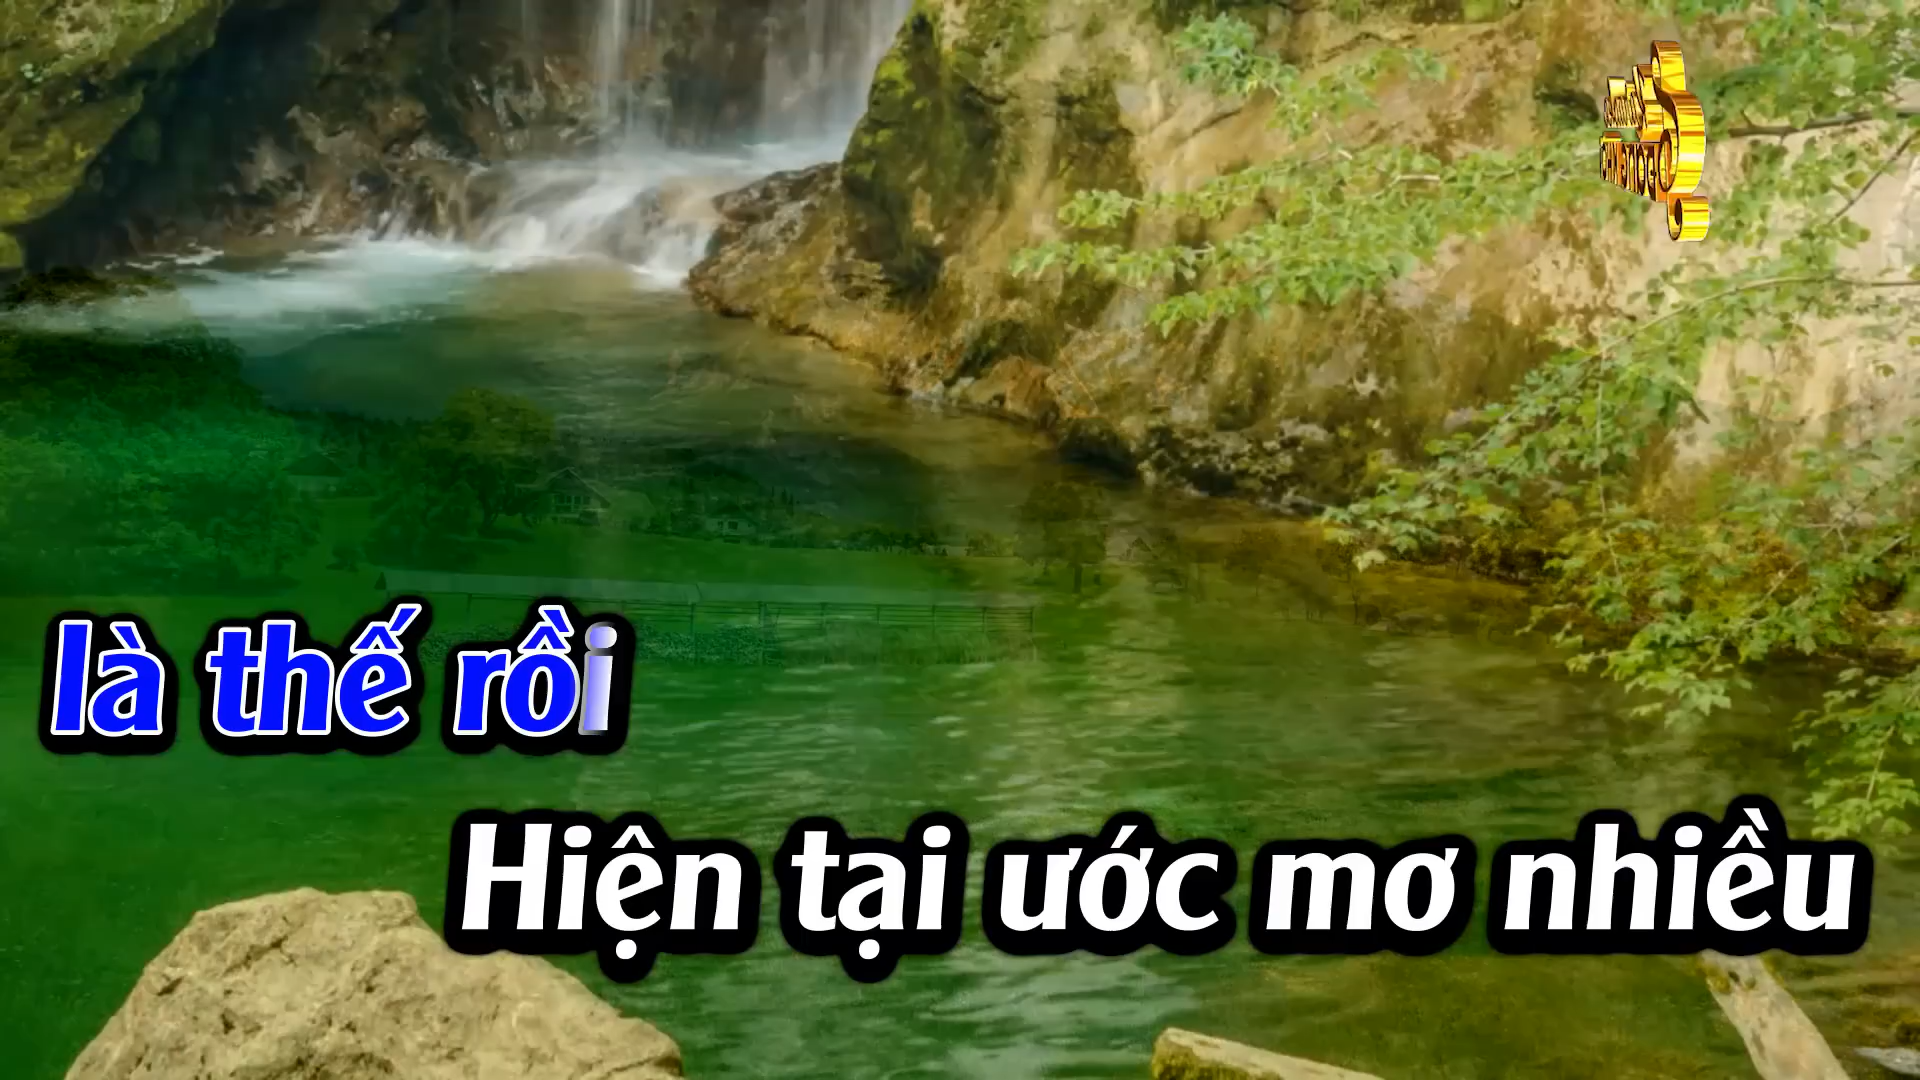 là thế rồi
Hiện tại ước mơ nhiều